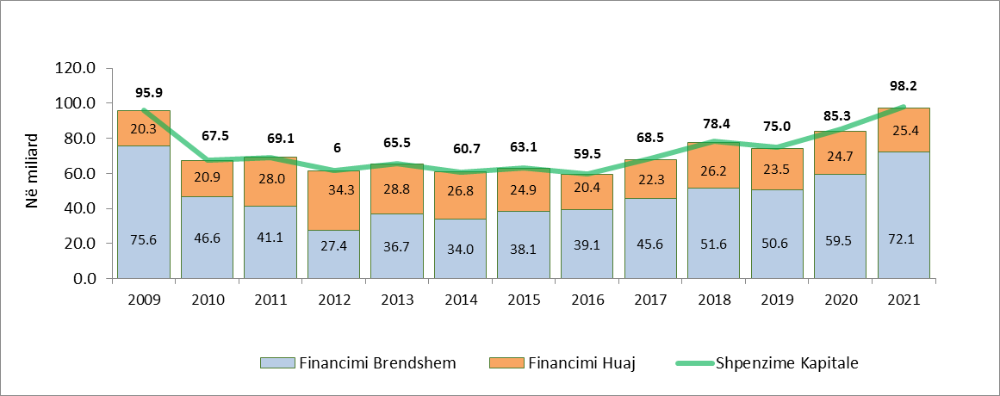 Në miliard
120.0
100.0
80.0
60.0
40.0
20.0
0.0
95.9 67.5 69.1 6 65.5 60.7 63.1 59.5 68.5 78.4 75.0 85.3 98.2
20.3 20.9 28.0 34.3 28.8 26.8 24.9 20.4 22.3 26.2 23.5 24.7 25.4
75.6 46.6 41.1 27.4 36.7 34.0 38.1 39.1 45.6 51.6 50.6 59.5 72.1
2009 2010 2011 2012 2013 2014 2015 2016 2017 2018 2019 2020 2021
Financimi Brendshem Financimi Huaj Shpenzime Kapitale